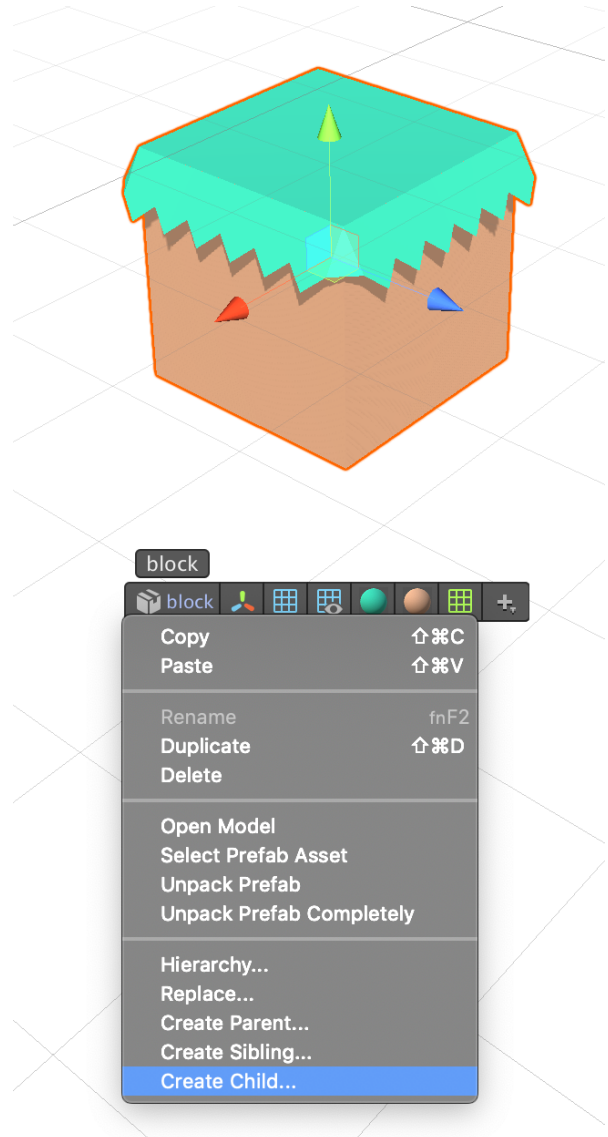 block
block
Copy ⇧⌘C
Paste ⇧⌘V
Rename fnF2
Duplicate ⇧⌘D
Delete
Open Model
Select Prefab Asset
Unpack Prefab
Unpack Prefab Completely
Hierarchy...
Replace...
Create Parent...
Create Sibling...
Create Child...